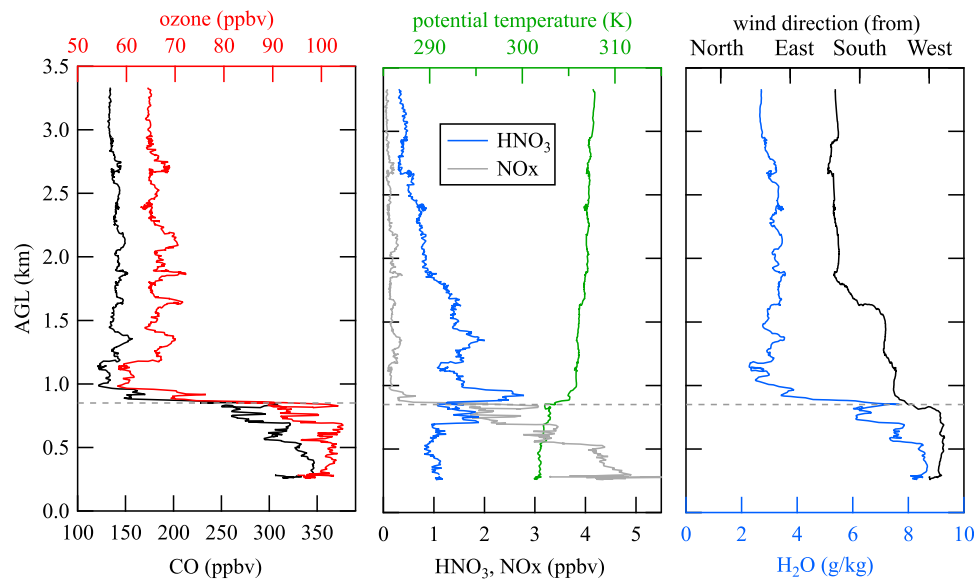 ozone (ppbv)
50 60 70 80 90 100
potential temperature (K)
290 300 310
wind direction (from)
North East South West
3.5
3.0
2.5
2.0
1.5
1.0
0.5
0.0
AGL (km)
HNO₃
NOx
100 150 200 250 300 350
CO (ppbv)
0 1 2 3 4 5
HNO₃, NOx (ppbv)
0 2 4 6 8 10
H₂O (g/kg)